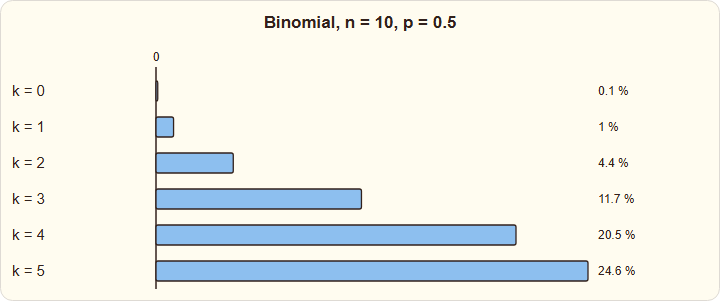 Binomial, n = 10, p = 0.5
0
k = 0 0.1 %
k = 1 1 %
k = 2 4.4 %
k = 3 11.7 %
k = 4 20.5 %
k = 5 24.6 %